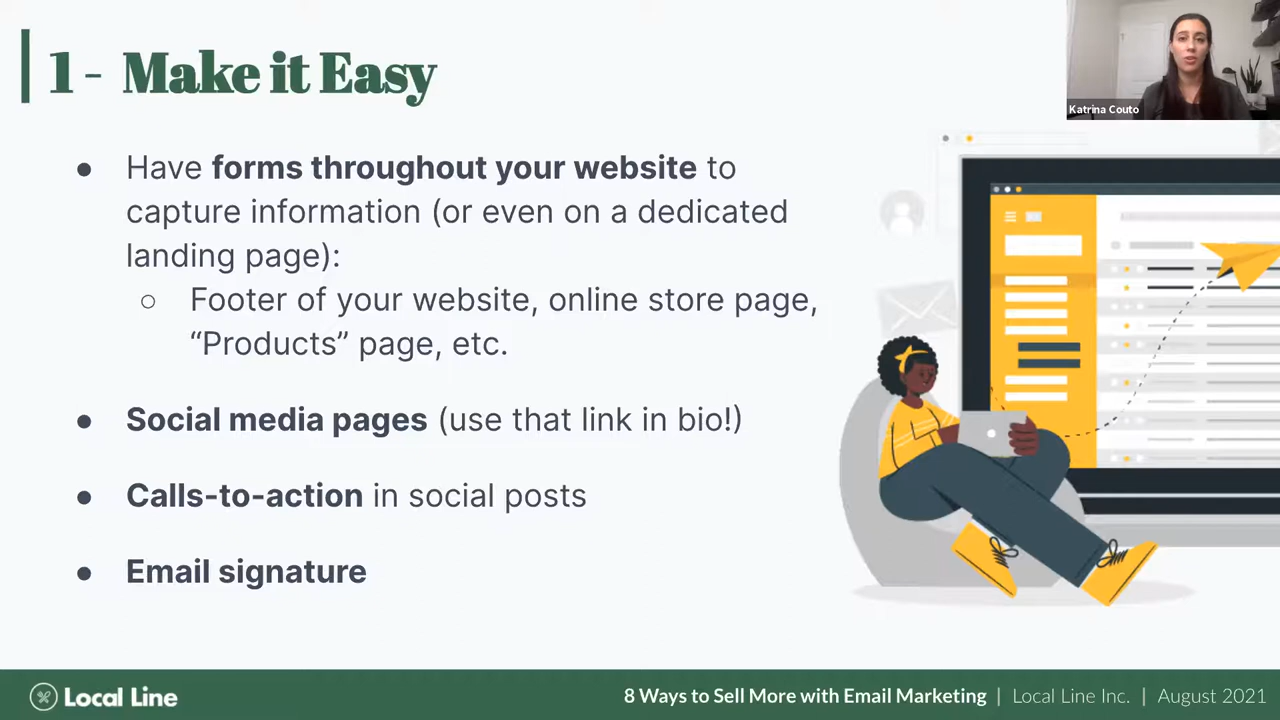 1 - Make it Easy
Katrina Couto
● Have forms throughout your website to
capture information (or even on a dedicated
landing page):
○ Footer of your website, online store page,
“Products” page, etc.
● Social media pages (use that link in bio!)
● Calls-to-action in social posts
● Email signature
Local Line
8 Ways to Sell More with Email Marketing | Local Line Inc. | August 2021